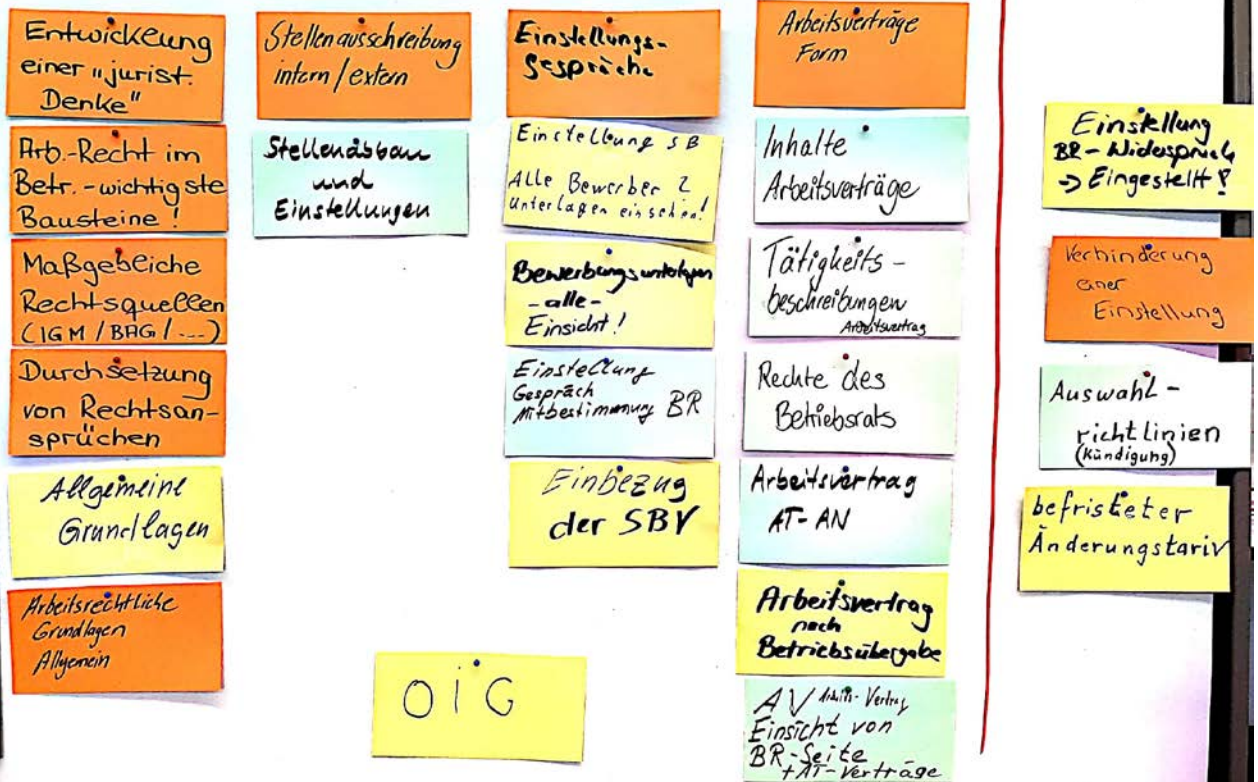 Entwickelung
einer "jurist.
Denke"
Arb.-Recht im
Betr. - wichtigste
Bausteine!
Maßgebeiche
Rechtsquellen
(IGM / BAG / ...)
Durchsetzung
von Rechtsan-
sprüchen
Allgemeine
Grundlagen
Arbeitsrechtliche
Grundlagen
Allgemein
Stellenausschreibung
intern / extern
Stellenabbau
und
Einstellungen
OiG
Einstellungs-
gespräche
Einstellung SB
Alle Bewerber?
Unterlagen einsehen!
Bewerbungsunterlagen
- alle -
Einsicht!
Einstellung
Gespräch
Mitbestimmung BR
Einbezug
der SBV
Arbeitsverträge
Form
Inhalte
Arbeitsverträge
Tätigkeits-
beschreibungen
Arbeitsvertrag
Rechte des
Betriebsrats
Arbeitsvertrag
AT-AN
Arbeitsvertrag
nach
Betriebsübergabe
AV Arbeits-Vertrag
Einsicht von
BR-Seite
+ AT-Verträge
Einstellung
BR-Widerspruch
-> Eingestellt?
Verhinderung
einer
Einstellung
Auswahl-
richtlinien
(Kündigung)
befristeter
Änderungstariv